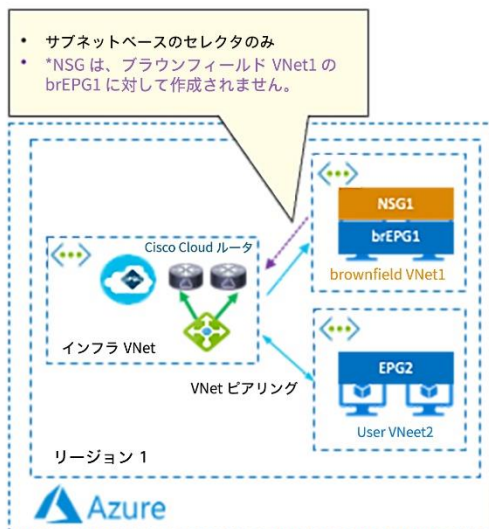 • サブネットベースのセレクタのみ
• *NSG は、ブラウンフィールド VNet1 の
brEPG1 に対して作成されません。
NSG1
brEPG1
brownfield VNet1
Cisco Cloud ルータ
インフラ VNet
VNet ピアリング
EPG2
User VNeet2
リージョン 1
Azure